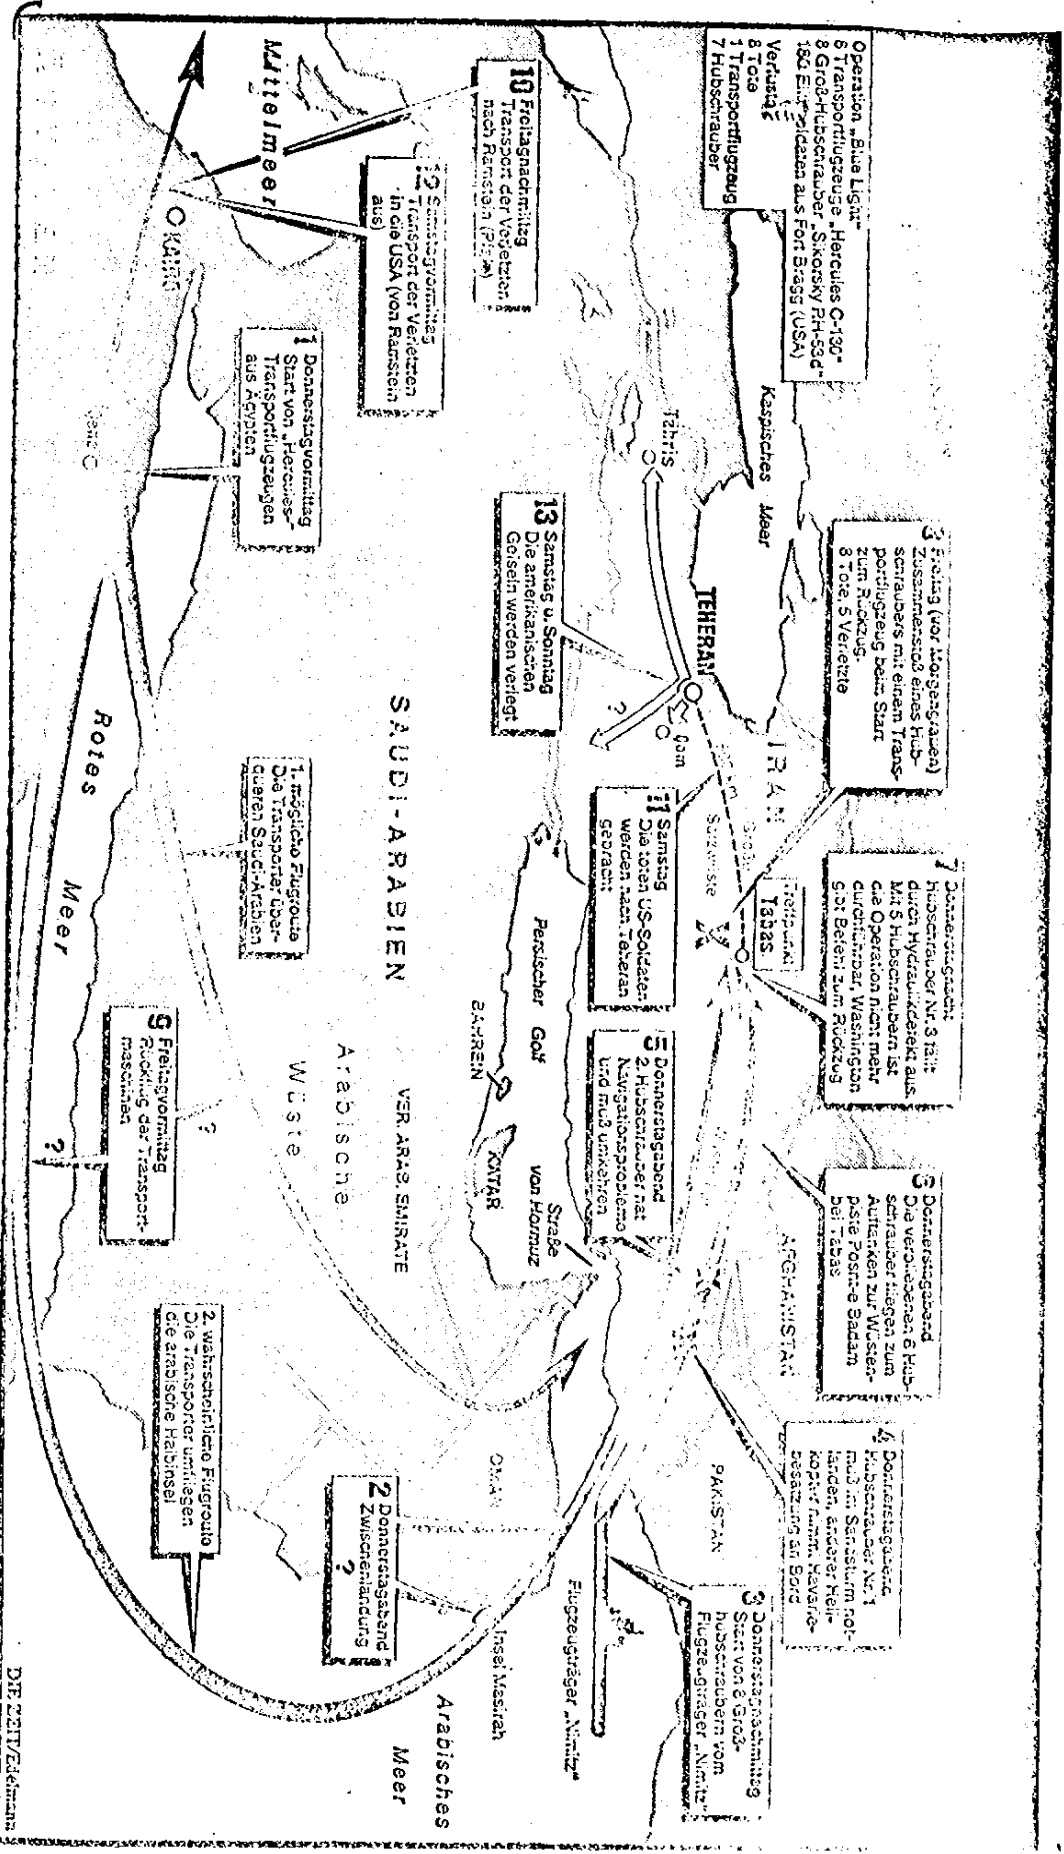 Operation „Blue Light“
6 Transportflugzeuge „Hercules C-130“
8 Groß-Hubschrauber „Sikorsky RH-53d“
180 aus Fort Bragg (USA)
Verluste
8 Tote
1 Transportflugzeug
7 Hubschrauber
1 Donnerstagvormittag
Start von „Hercules-“
Transportflugzeugen
aus Ägypten
2 Donnerstagabend
Zwischenlandung
?
3 Donnerstagnachmittag
Start von 8 Groß-
hubschraubern vom
Flugzeugträger „Nimitz“
4 Donnerstagabend
Hubschrauber Nr. 1
muß im Sandsturm not-
landen, anderer Heli-
kopter nimmt Havarie-
besatzung an Bord
5 Donnerstagabend
2. Hubschrauber hat
Navigationsprobleme
und muß umkehren
6 Donnerstagabend
Die verbliebenen 6 Hub-
schrauber fliegen zum
Auftanken zur Wüsten-
piste Posht-e Badam
bei Tabas
7 Donnerstagnacht
Hubschrauber Nr. 3 fällt
durch Hydraulikdefekt aus.
Mit 5 Hubschraubern ist
die Operation nicht mehr
durchführbar, Washington
gibt Befehl zum Rückzug
8 Freitag (vor Morgengrauen)
Zusammenstoß eines Hub-
schraubers mit einem Trans-
portflugzeug beim Start
zum Rückzug.
8 Tote, 5 Verletzte
9 Freitagvormittag
Rückflug der Transport-
maschinen
10 Freitagnachmittag
Transport der Verletzten
nach Ramstein (Pfalz)
11 Samstag
Die toten US-Soldaten
werden nach Teheran
gebracht
12 Samstagvormittag
Transport der Verletzten
in die USA (von Ramstein
aus)
13 Samstag u. Sonntag
Die amerikanischen
Geiseln werden verlegt
1. mögliche Flugroute
Die Transporter über-
queren Saudi-Arabien
2. wahrscheinliche Flugroute
Die Transporter umfliegen
die arabische Halbinsel
Mittelmeer
KAIRO
Kaspisches Meer
Täbris
TEHERAN
?
Gom
IRAN
Große
Salzwüste
Treffpunkt
Tabas
SAUDI-ARABIEN
Rotes
Meer
?
Persischer Golf
BAHREIN
KATAR
Straße
von Hormuz
VER. ARAB. EMIRATE
Arabische
Wüste
?
AFGHANISTAN
PAKISTAN
OMAN
Insel Masirah
Flugzeugträger „Nimitz“
Arabisches
Meer
DIE ZEIT/Edelmann